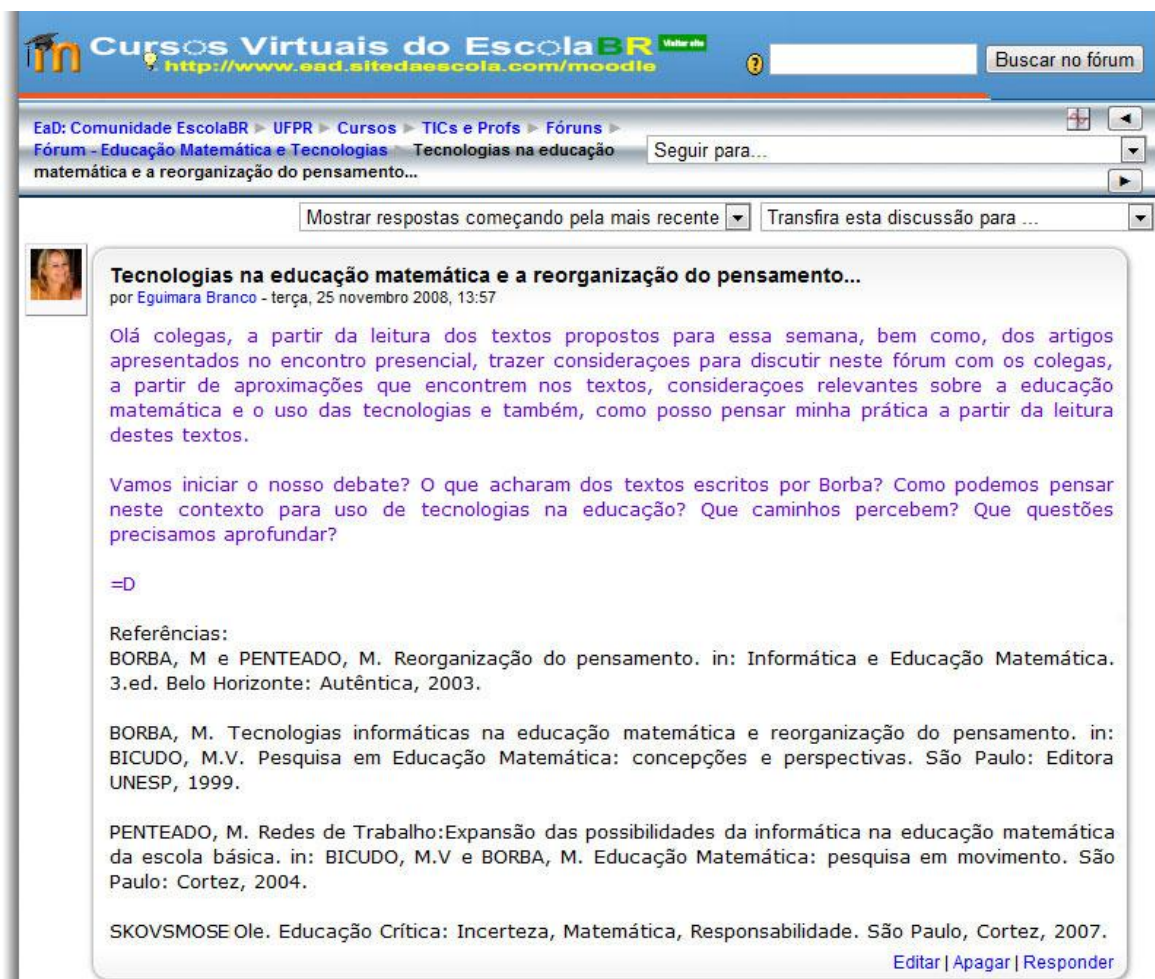 Cursos Virtuais do EscolaBR
Visitar site
http://www.ead.sitedaescola.com/moodle
Buscar no fórum
EaD: Comunidade EscolaBR ► UFPR ► Cursos ► TICs e Profs ► Fóruns ►
Fórum - Educação Matemática e Tecnologias ► Tecnologias na educação
matemática e a reorganização do pensamento...
Seguir para...
Mostrar respostas começando pela mais recente
Transfira esta discussão para ...
Tecnologias na educação matemática e a reorganização do pensamento...
por Eguimara Branco - terça, 25 novembro 2008, 13:57
Olá colegas, a partir da leitura dos textos propostos para essa semana, bem como, dos artigos
apresentados no encontro presencial, trazer consideraçoes para discutir neste fórum com os colegas,
a partir de aproximações que encontrem nos textos, consideraçoes relevantes sobre a educação
matemática e o uso das tecnologias e também, como posso pensar minha prática a partir da leitura
destes textos.
Vamos iniciar o nosso debate? O que acharam dos textos escritos por Borba? Como podemos pensar
neste contexto para uso de tecnologias na educação? Que caminhos percebem? Que questões
precisamos aprofundar?
=D
Referências:
BORBA, M e PENTEADO, M. Reorganização do pensamento. in: Informática e Educação Matemática.
3.ed. Belo Horizonte: Autêntica, 2003.
BORBA, M. Tecnologias informáticas na educação matemática e reorganização do pensamento. in:
BICUDO, M.V. Pesquisa em Educação Matemática: concepções e perspectivas. São Paulo: Editora
UNESP, 1999.
PENTEADO, M. Redes de Trabalho:Expansão das possibilidades da informática na educação matemática
da escola básica. in: BICUDO, M.V e BORBA, M. Educação Matemática: pesquisa em movimento. São
Paulo: Cortez, 2004.
SKOVSMOSE Ole. Educação Crítica: Incerteza, Matemática, Responsabilidade. São Paulo, Cortez, 2007.
Editar | Apagar | Responder